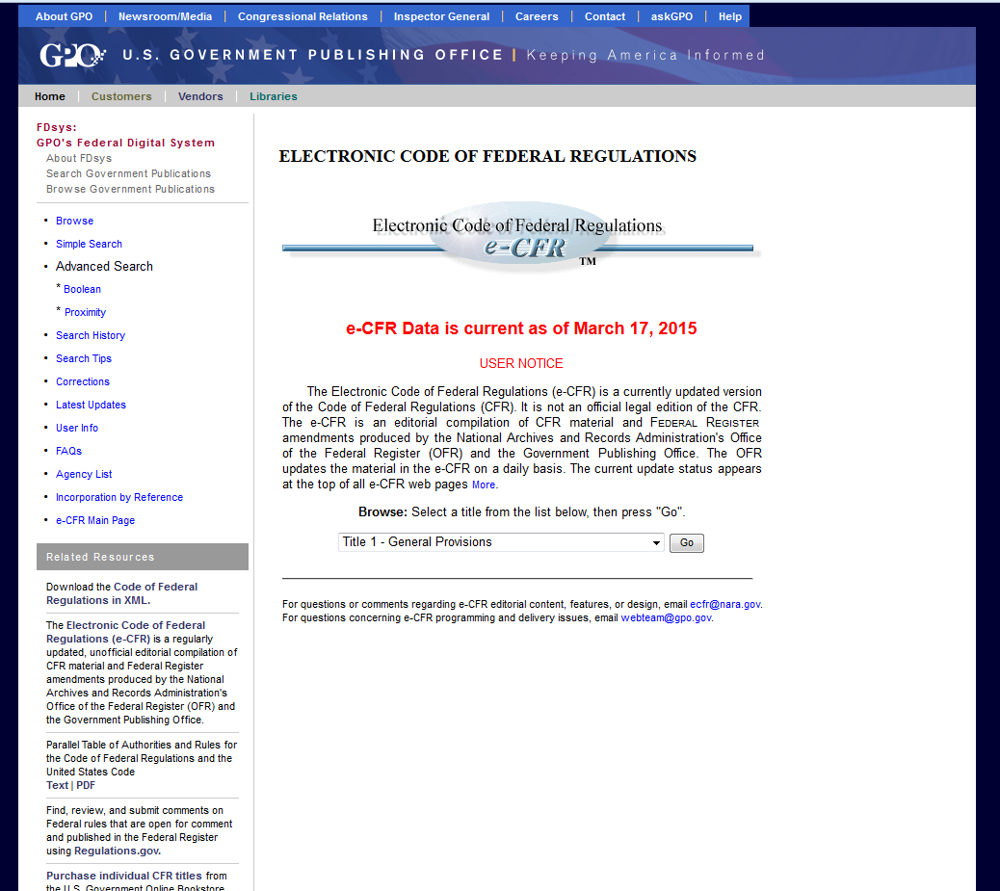 About GPO | Newsroom/Media | Congressional Relations | Inspector General | Careers | Contact | askGPO | Help
GPO U.S. GOVERNMENT PUBLISHING OFFICE | Keeping America Informed
Home | Customers | Vendors | Libraries
FDsys:
GPO's Federal Digital System
About FDsys
Search Government Publications
Browse Government Publications
• Browse
• Simple Search
• Advanced Search
* Boolean
* Proximity
• Search History
• Search Tips
• Corrections
• Latest Updates
• User Info
• FAQs
• Agency List
• Incorporation by Reference
• e-CFR Main Page
Related Resources
Download the Code of Federal
Regulations in XML.
The Electronic Code of Federal
Regulations (e-CFR) is a regularly
updated, unofficial editorial compilation of
CFR material and Federal Register
amendments produced by the National
Archives and Records Administration's
Office of the Federal Register (OFR) and
the Government Publishing Office.
Parallel Table of Authorities and Rules for
the Code of Federal Regulations and the
United States Code
Text | PDF
Find, review, and submit comments on
Federal rules that are open for comment
and published in the Federal Register
using Regulations.gov.
Purchase individual CFR titles from
the U.S. Government Online Bookstore
ELECTRONIC CODE OF FEDERAL REGULATIONS
Electronic Code of Federal Regulations
e-CFR
TM
e-CFR Data is current as of March 17, 2015
USER NOTICE
The Electronic Code of Federal Regulations (e-CFR) is a currently updated version
of the Code of Federal Regulations (CFR). It is not an official legal edition of the CFR.
The e-CFR is an editorial compilation of CFR material and FEDERAL REGISTER
amendments produced by the National Archives and Records Administration's Office
of the Federal Register (OFR) and the Government Publishing Office. The OFR
updates the material in the e-CFR on a daily basis. The current update status appears
at the top of all e-CFR web pages More.
Browse: Select a title from the list below, then press "Go".
Title 1 - General Provisions Go
For questions or comments regarding e-CFR editorial content, features, or design, email ecfr@nara.gov.
For questions concerning e-CFR programming and delivery issues, email webteam@gpo.gov.